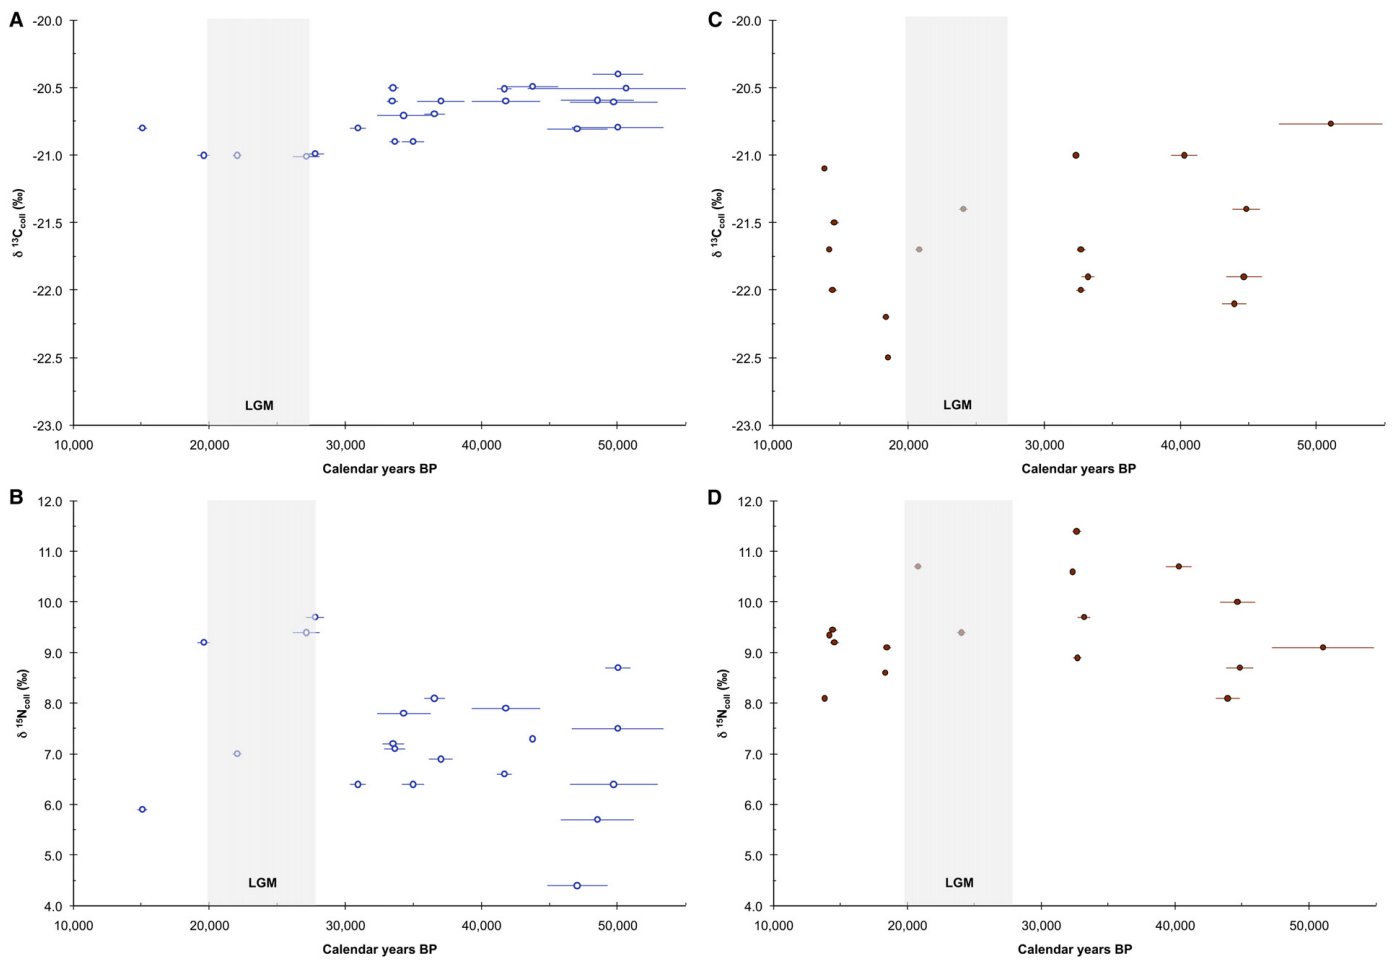 A
-20.0
-20.5
-21.0
-21.5
-22.0
-22.5
-23.0
δ ¹³C_coll (‰)
LGM
10,000 20,000 30,000 40,000 50,000
Calendar years BP
C
-20.0
-20.5
-21.0
-21.5
-22.0
-22.5
-23.0
δ ¹³C_coll (‰)
LGM
10,000 20,000 30,000 40,000 50,000
Calendar years BP
B
12.0
11.0
10.0
9.0
8.0
7.0
6.0
5.0
4.0
δ ¹⁵N_coll (‰)
LGM
10,000 20,000 30,000 40,000 50,000
Calendar years BP
D
12.0
11.0
10.0
9.0
8.0
7.0
6.0
5.0
4.0
δ ¹⁵N_coll (‰)
LGM
10,000 20,000 30,000 40,000 50,000
Calendar years BP